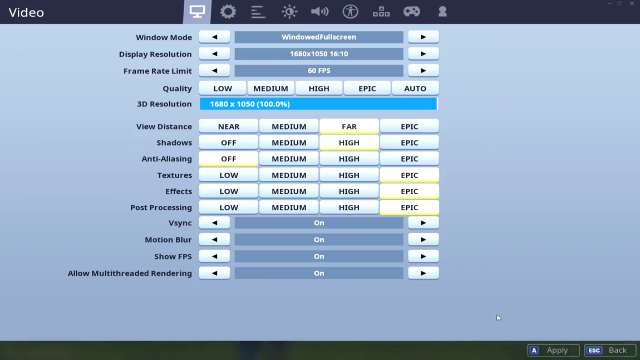 Video
Window Mode WindowedFullscreen
Display Resolution 1680x1050 16:10
Frame Rate Limit 60 FPS
Quality LOW MEDIUM HIGH EPIC AUTO
3D Resolution 1680 x 1050 (100.0%)
View Distance NEAR MEDIUM FAR EPIC
Shadows OFF MEDIUM HIGH EPIC
Anti-Aliasing OFF MEDIUM HIGH EPIC
Textures LOW MEDIUM HIGH EPIC
Effects LOW MEDIUM HIGH EPIC
Post Processing LOW MEDIUM HIGH EPIC
Vsync On
Motion Blur On
Show FPS On
Allow Multithreaded Rendering On
A Apply ESC Back